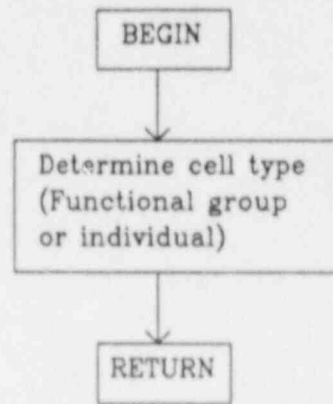 BEGIN
Determine cell type
(Functional group
or individual)
RETURN